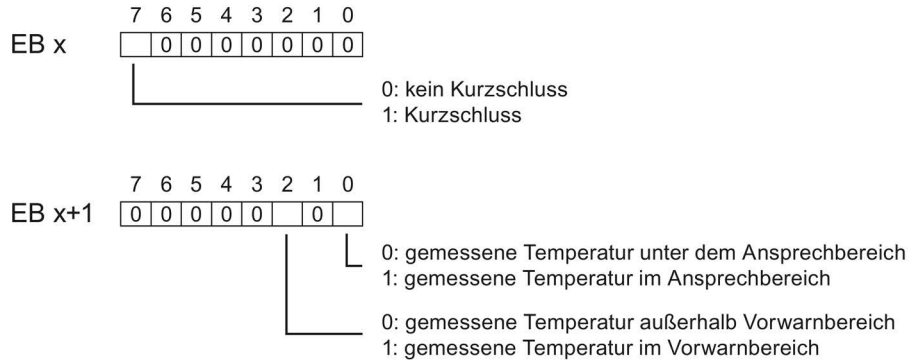 7 6 5 4 3 2 1 0
EB x 0 0 0 0 0 0 0
0: kein Kurzschluss
1: Kurzschluss
7 6 5 4 3 2 1 0
EB x+1 0 0 0 0 0 0
0: gemessene Temperatur unter dem Ansprechbereich
1: gemessene Temperatur im Ansprechbereich
0: gemessene Temperatur außerhalb Vorwarnbereich
1: gemessene Temperatur im Vorwarnbereich